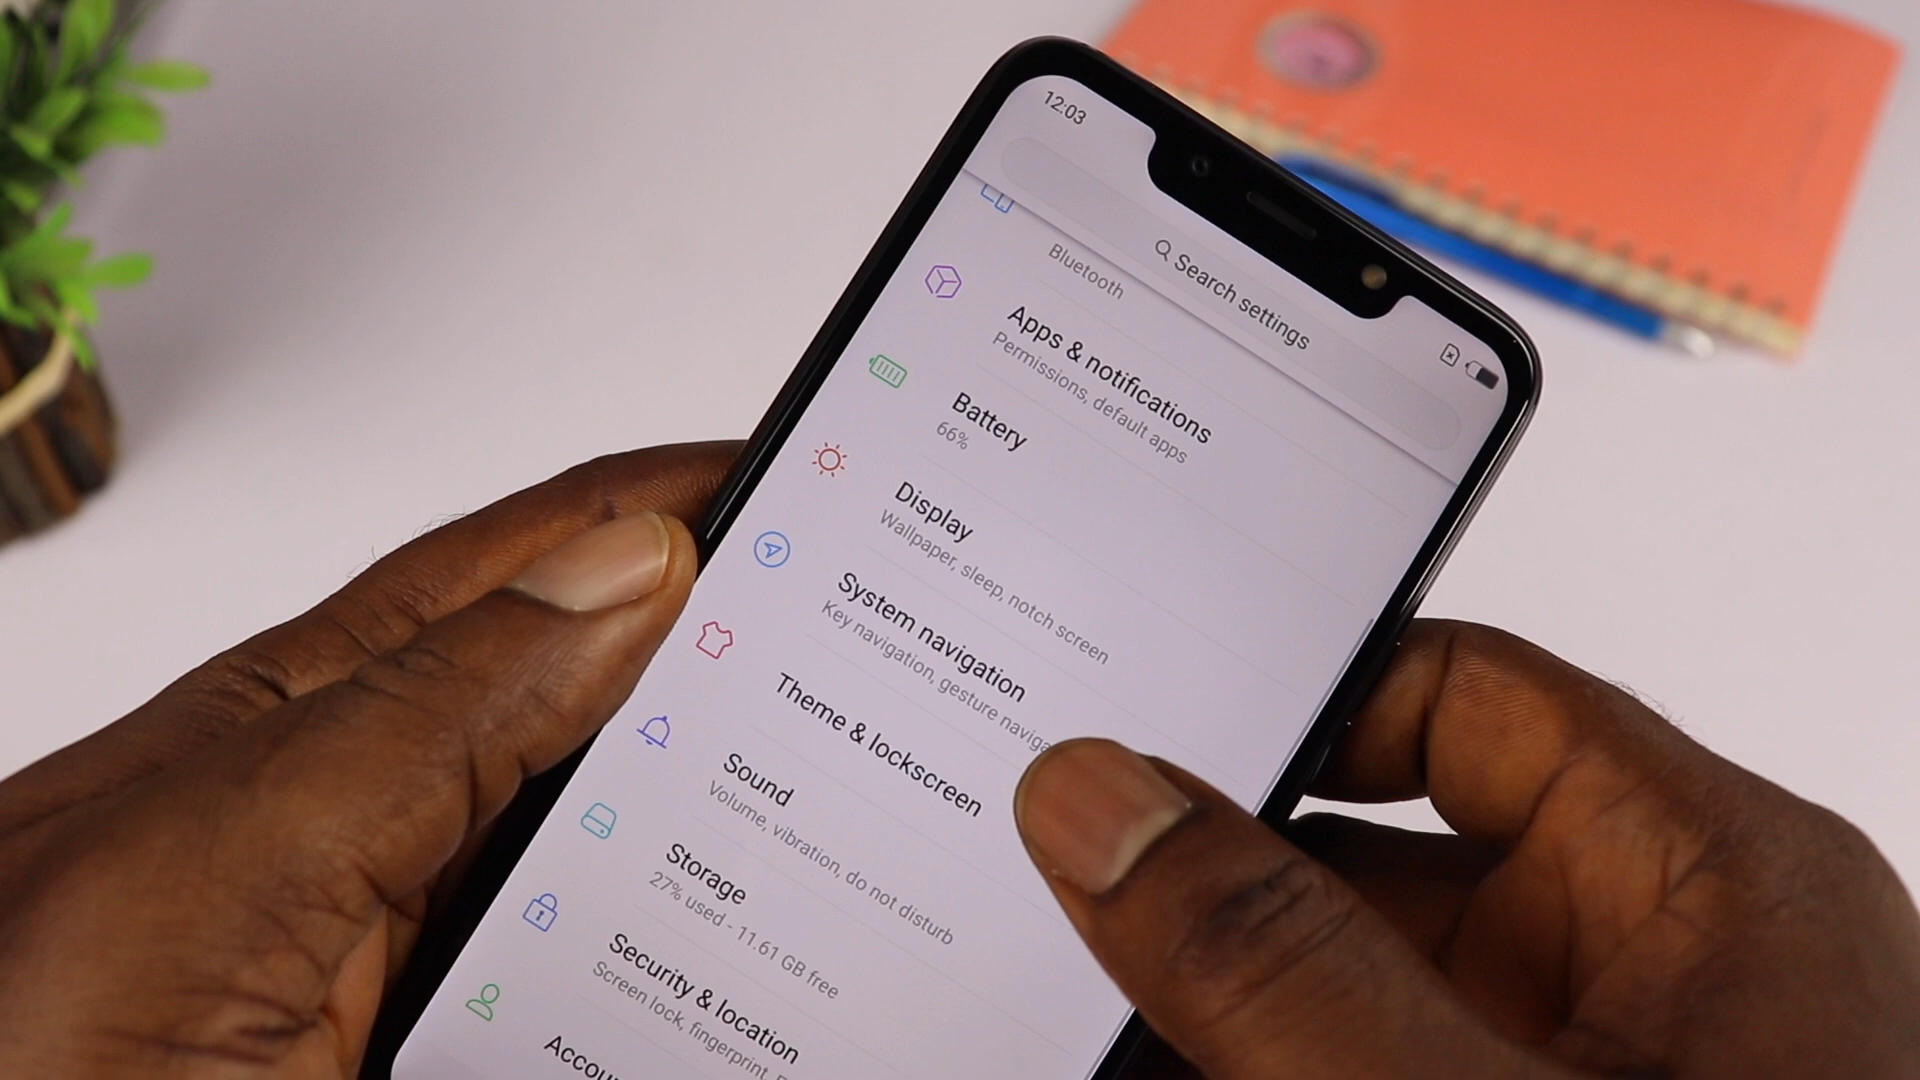 12:03
Search settings
Bluetooth
Apps & notifications
Permissions, default apps
Battery
66%
Display
Wallpaper, sleep, notch screen
System navigation
Key navigation, gesture naviga
Theme & lockscreen
Sound
Volume, vibration, do not disturb
Storage
27% used - 11.61 GB free
Security & location
Screen lock, fingerprint,
Accou